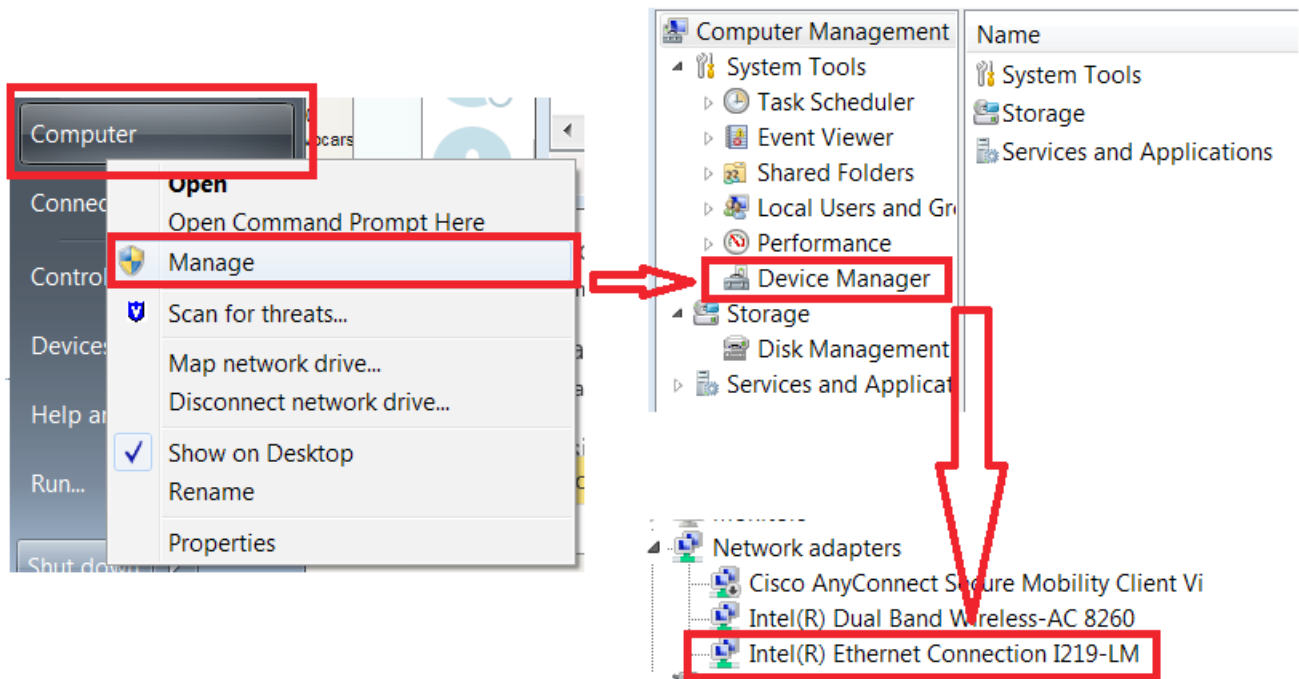 Computer
ocars
Open
Connec
Open Command Prompt Here
Manage
Control
Scan for threats...
Devices
Map network drive...
Disconnect network drive...
Help an
Show on Desktop
Run...
Rename
Properties
Shut down
Computer Management
System Tools
Task Scheduler
Event Viewer
Shared Folders
Local Users and Gr
Performance
Device Manager
Storage
Disk Management
Services and Applicat
Name
System Tools
Storage
Services and Applications
Network adapters
Cisco AnyConnect Secure Mobility Client Vi
Intel(R) Dual Band Wireless-AC 8260
Intel(R) Ethernet Connection I219-LM